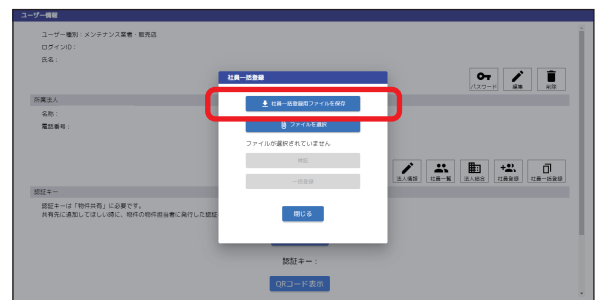 ユーザー情報
ユーザー種別：メンテナンス業者・販売店
ログインID：
氏名：
パスワード
編集
削除
所属法人
名称：
電話番号：
法人情報
社員一覧
法人統合
社員登録
社員一括登録
認証キー
認証キーは「物件共有」に必要です。
共有先に追加してほしい時に、物件の物件担当者に発行した認証
認証キー：
QRコード表示
社員一括登録
社員一括登録用ファイルを保存
ファイルを選択
ファイルが選択されていません
検証
一括登録
閉じる